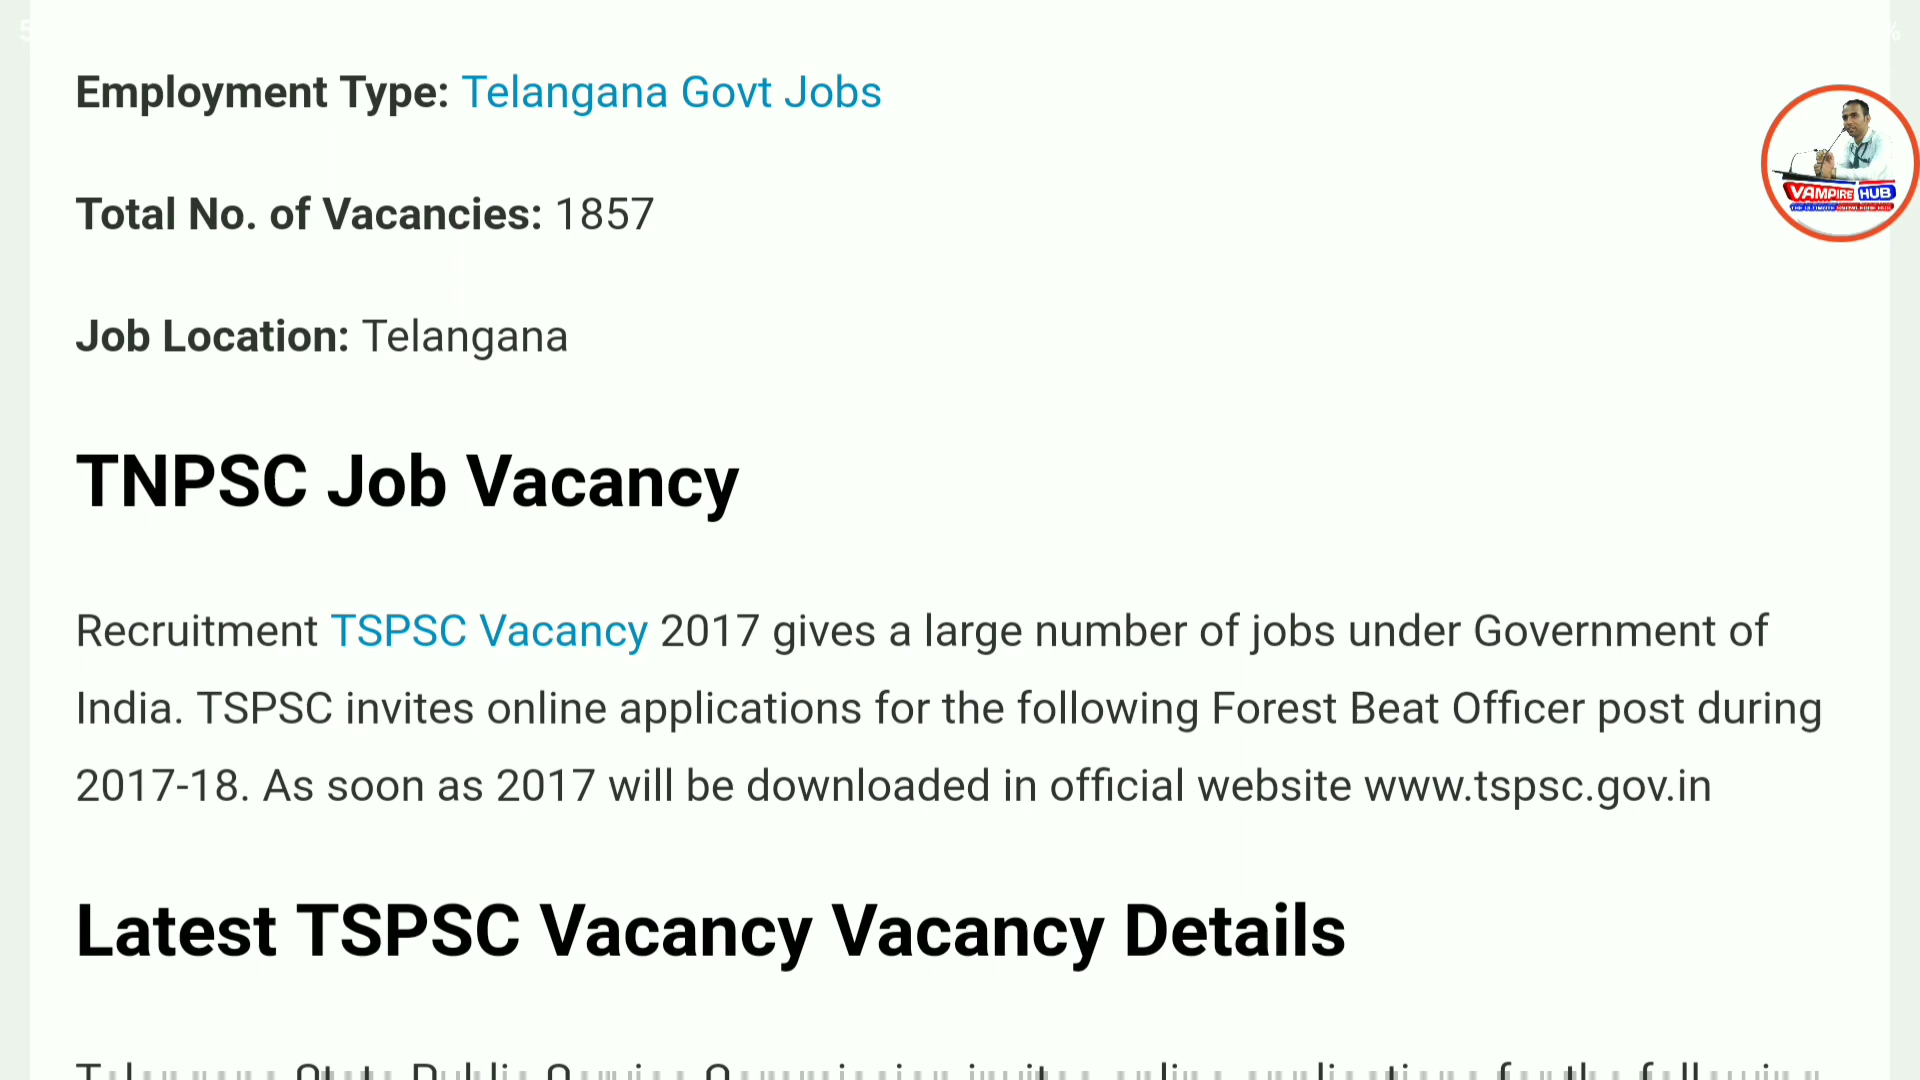 Employment Type: Telangana Govt Jobs
VAMPIRE HUB
Total No. of Vacancies: 1857
Job Location: Telangana
TNPSC Job Vacancy
Recruitment TSPSC Vacancy 2017 gives a large number of jobs under Government of
India. TSPSC invites online applications for the following Forest Beat Officer post during
2017-18. As soon as 2017 will be downloaded in official website www.tspsc.gov.in
Latest TSPSC Vacancy Vacancy Details